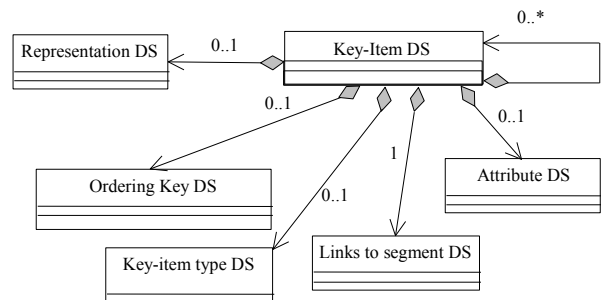 0..*
Representation DS
0..1
Key-Item DS
0..1
0..1
1
Ordering Key DS
0..1
Attribute DS
Key-item type DS
Links to segment DS